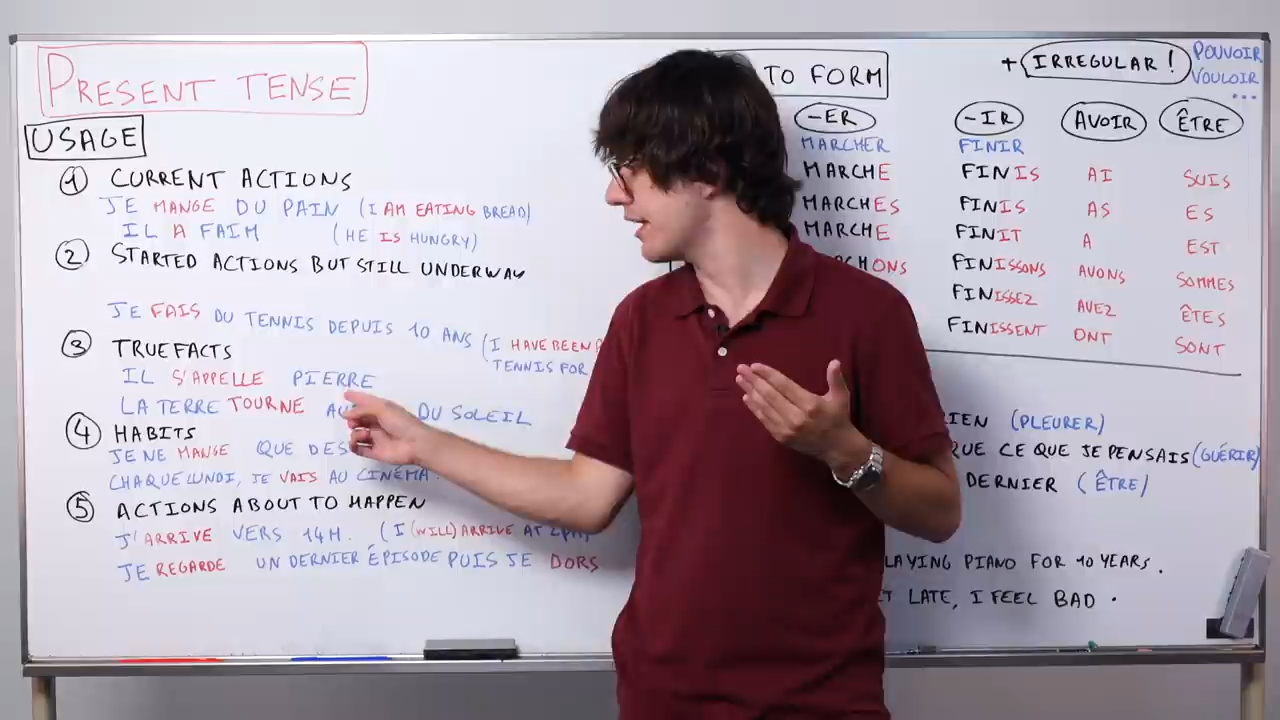 PRESENT TENSE
USAGE
1 CURRENT ACTIONS
JE MANGE DU PAIN (I AM EATING BREAD)
IL A FAIM (HE IS HUNGRY)
2 STARTED ACTIONS BUT STILL UNDERWAY
JE FAIS DU TENNIS DEPUIS 10 ANS (I HAVE BEEN
TENNIS FOR
3 TRUE FACTS
IL S'APPELLE PIERRE
LA TERRE TOURNE DU SOLEIL
4 HABITS
JE NE MANGE QUE
CHAQUE LUNDI, JE VAIS AU CINÉMA.
5 ACTIONS ABOUT TO HAPPEN
J'ARRIVE VERS 14H. (I (WILL) ARRIVE AT 2PM)
JE REGARDE UN DERNIER ÉPISODE PUIS JE DORS
TO FORM
+ IRREGULAR! POUVOIR
VOULOIR
...
-ER -IR AVOIR ÊTRE
MARCHER FINIR
MARCHE FINIS AI SUIS
MARCHES FINIS AS ES
MARCHE FINIT A EST
FINISSONS AVONS SOMMES
FINISSEZ AVEZ ÊTES
FINISSENT ONT SONT
(PLEURER)
QUE CE QUE JE PENSAIS (GUÉRIR)
DERNIER (ÊTRE)
PIANO FOR 10 YEARS.
LATE, I FEEL BAD.